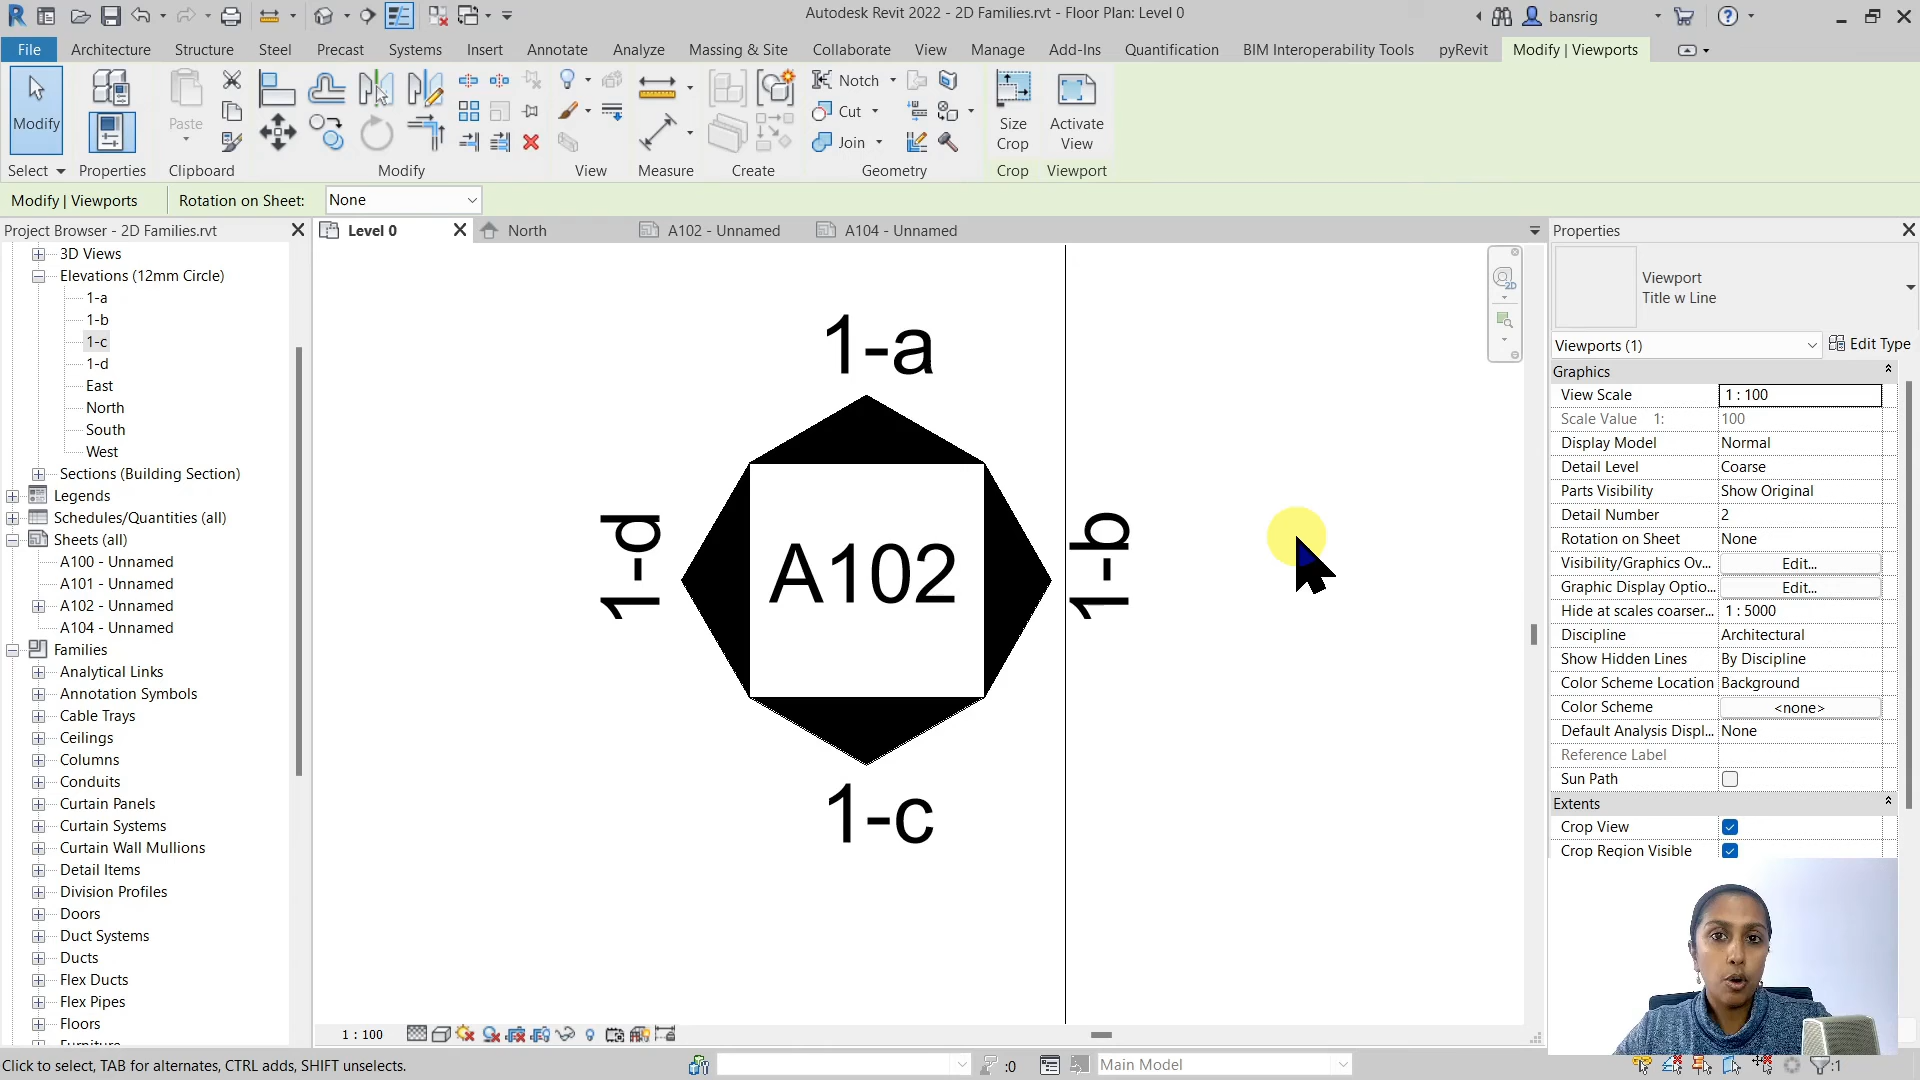 Autodesk Revit 2022 - 2D Families.rvt - Floor Plan: Level 0
bansrig
File Architecture Structure Steel Precast Systems Insert Annotate Analyze Massing & Site Collaborate View Manage Add-Ins Quantification BIM Interoperability Tools pyRevit Modify | Viewports
Modify
Paste
Notch
Cut
Join
Size
Crop
Activate
View
Select Properties Clipboard Modify View Measure Create Geometry Crop Viewport
Modify | Viewports Rotation on Sheet: None
Project Browser - 2D Families.rvt
3D Views
Elevations (12mm Circle)
1-a
1-b
1-c
1-d
East
North
South
West
Sections (Building Section)
Legends
Schedules/Quantities (all)
Sheets (all)
A100 - Unnamed
A101 - Unnamed
A102 - Unnamed
A104 - Unnamed
Families
Analytical Links
Annotation Symbols
Cable Trays
Ceilings
Columns
Conduits
Curtain Panels
Curtain Systems
Curtain Wall Mullions
Detail Items
Division Profiles
Doors
Duct Systems
Ducts
Flex Ducts
Flex Pipes
Floors
Level 0 North A102 - Unnamed A104 - Unnamed
1-a
1-d
A102
1-b
1-c
2D
Properties
Viewport
Title w Line
Viewports (1) Edit Type
Graphics
View Scale 1 : 100
Scale Value 1: 100
Display Model Normal
Detail Level Coarse
Parts Visibility Show Original
Detail Number 2
Rotation on Sheet None
Visibility/Graphics Ov... Edit...
Graphic Display Optio... Edit...
Hide at scales coarser... 1 : 5000
Discipline Architectural
Show Hidden Lines By Discipline
Color Scheme Location Background
Color Scheme <none>
Default Analysis Displ... None
Reference Label
Sun Path
Extents
Crop View
Crop Region Visible
1 : 100
Click to select, TAB for alternates, CTRL adds, SHIFT unselects.
:0
Main Model
:1